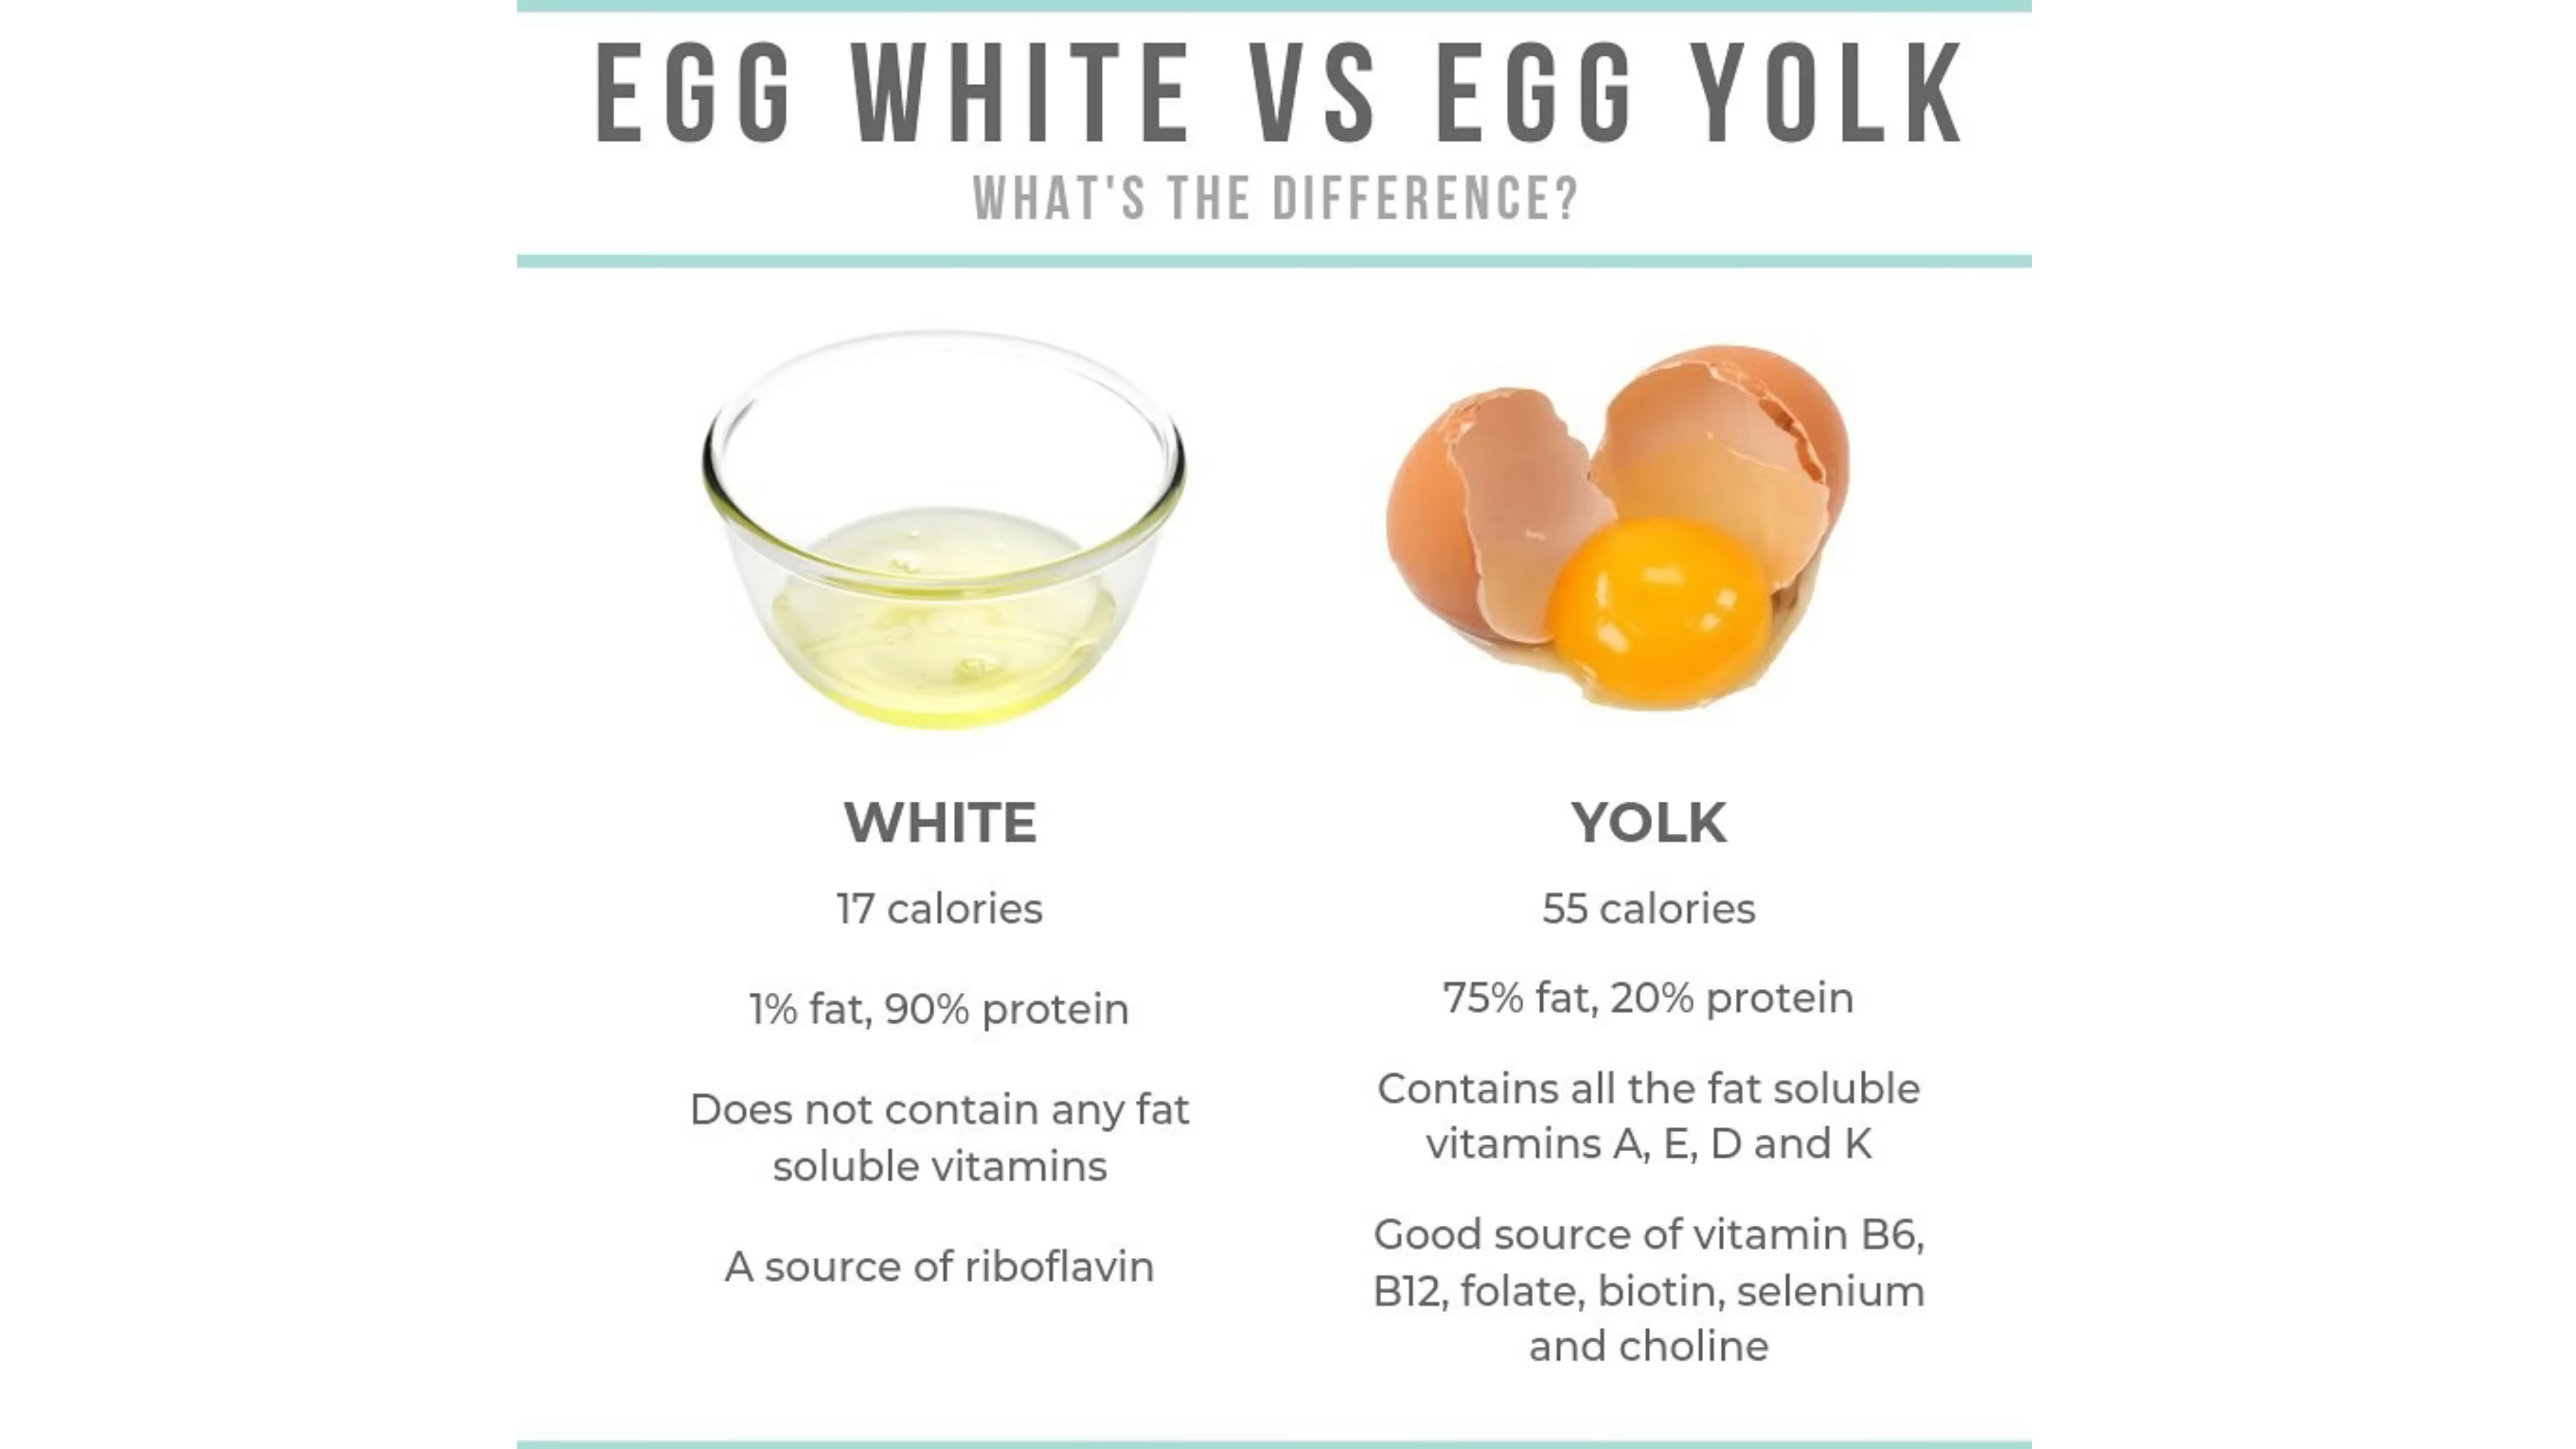 EGG WHITE VS EGG YOLK
WHAT'S THE DIFFERENCE?
WHITE
17 calories
1% fat, 90% protein
Does not contain any fat
soluble vitamins
A source of riboflavin
YOLK
55 calories
75% fat, 20% protein
Contains all the fat soluble
vitamins A, E, D and K
Good source of vitamin B6,
B12, folate, biotin, selenium
and choline